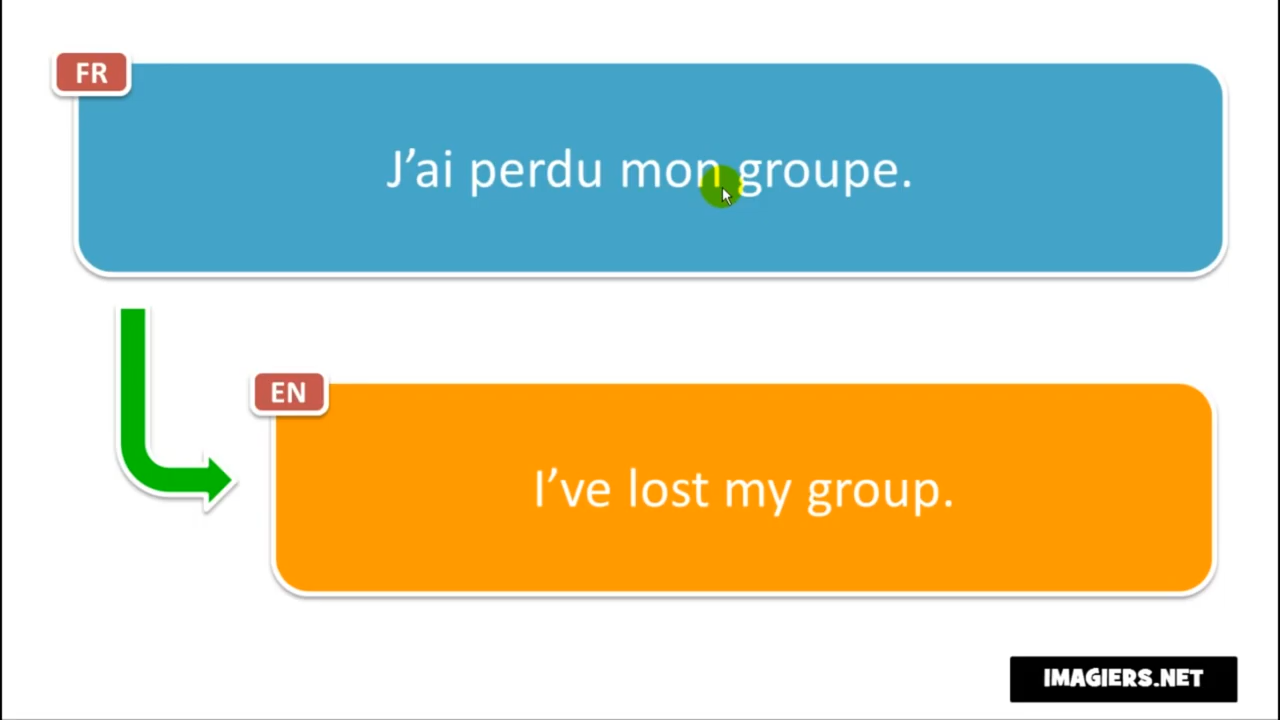 FR
J’ai perdu mon groupe.
EN
I’ve lost my group.
IMAGIERS.NET